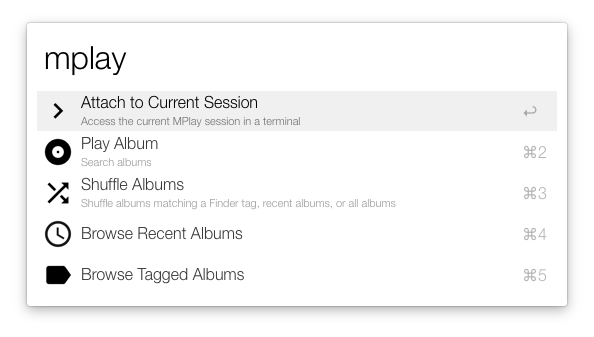 mplay
Attach to Current Session
Access the current MPlay session in a terminal
↩
Play Album
Search albums
⌘2
Shuffle Albums
Shuffle albums matching a Finder tag, recent albums, or all albums
⌘3
Browse Recent Albums
⌘4
Browse Tagged Albums
⌘5